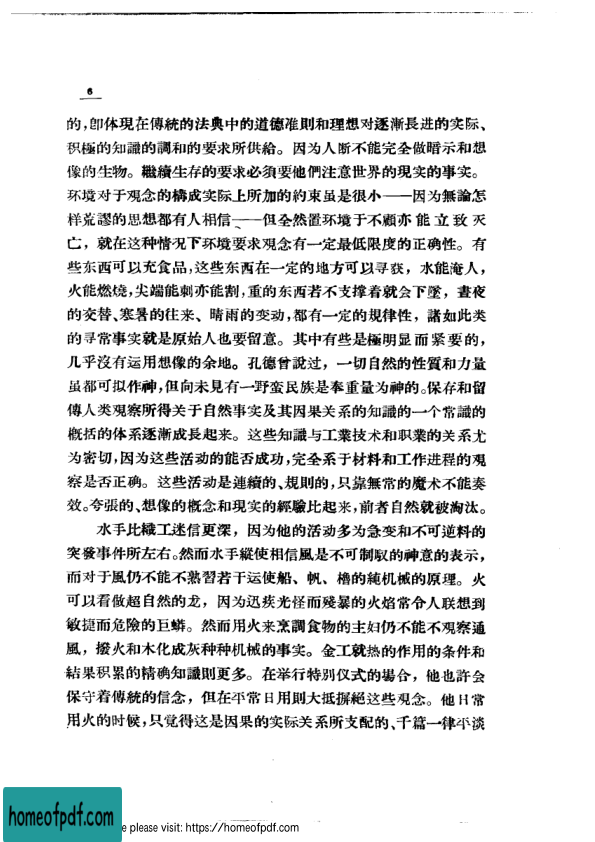 6
的，卽体現在傳統的法典中的道德准則和理想对逐漸長进的实际、
积極的知識的調和的要求所供給。因为人断不能完全做暗示和想
像的生物。繼續生存的要求必須要他們注意世界的現实的事实。
环境对于观念的構成实际上所加的約束虽是很小——因为無論怎
样荒謬的思想都有人相信——但全然置环境于不顧亦能立致灭
亡，就在这种情况下环境要求观念有一定最低限度的正确性。有
些东西可以充食品，这些东西在一定的地方可以寻获，水能淹人，
火能燃燒，尖端能刺亦能割，重的东西若不支撑着就会下墜，晝夜
的交替、寒暑的往来、晴雨的变动，都有一定的規律性，諸如此类
的寻常事实就是原始人也要留意。其中有些是極明显而紧要的，
几乎沒有运用想像的余地。孔德曾說过，一切自然的性質和力量
虽都可拟作神，但向未見有一野蛮民族是奉重量为神的。保存和留
傳人类观察所得关于自然事实及其因果关系的知識的一个常識的
概括的体系逐漸成長起来。这些知識与工業技术和职業的关系尤
为密切，因为这些活动的能否成功，完全系于材料和工作进程的观
察是否正确。这些活动是連續的、規則的，只靠無常的魔术不能奏
效。夸張的、想像的概念和现实的經驗比起来，前者自然就被淘汰。
水手比織工迷信更深，因为他的活动多为急变和不可逆料的
突發事件所左右。然而水手縱使相信風是不可制馭的神意的表示，
而对于風仍不能不熟習若干运使船、帆、櫓的純机械的原理。火
可以看做超自然的龙，因为迅疾光怪而殘暴的火焰常令人联想到
敏捷而危險的巨蟒。然而用火来烹調食物的主妇仍不能不观察通
風，撥火和木化成灰种种机械的事实。金工就热的作用的条件和
結果积累的精确知識則更多。在举行特別仪式的場合，他也許会
保守着傳統的信念，但在平常日用則大抵摒絕这些观念。他日常
用火的时候，只覚得这是因果的实际关系所支配的、千篇一律平淡
homeofpdf.com
e please visit: https://homeofpdf.com